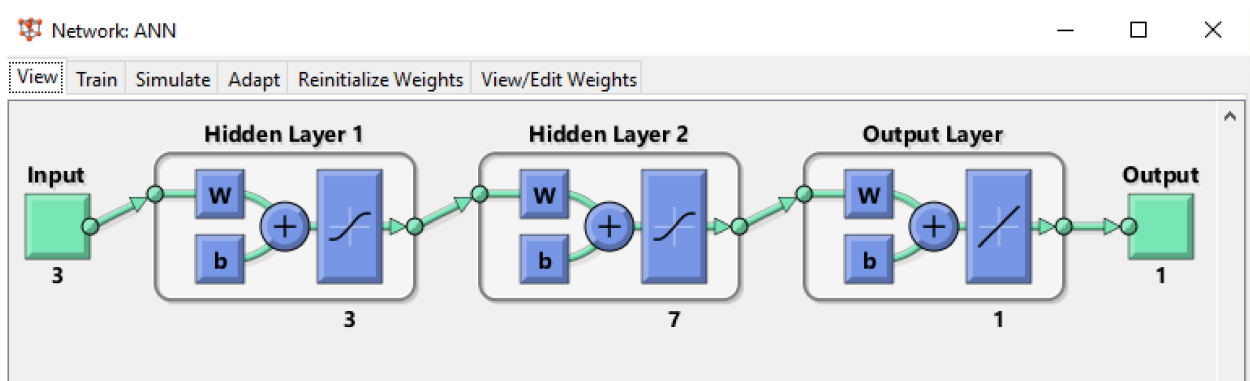 Network: ANN
View Train Simulate Adapt Reinitialize Weights View/Edit Weights
Hidden Layer 1 Hidden Layer 2 Output Layer
Input Output
W W W
b b b
3 1
3 7 1